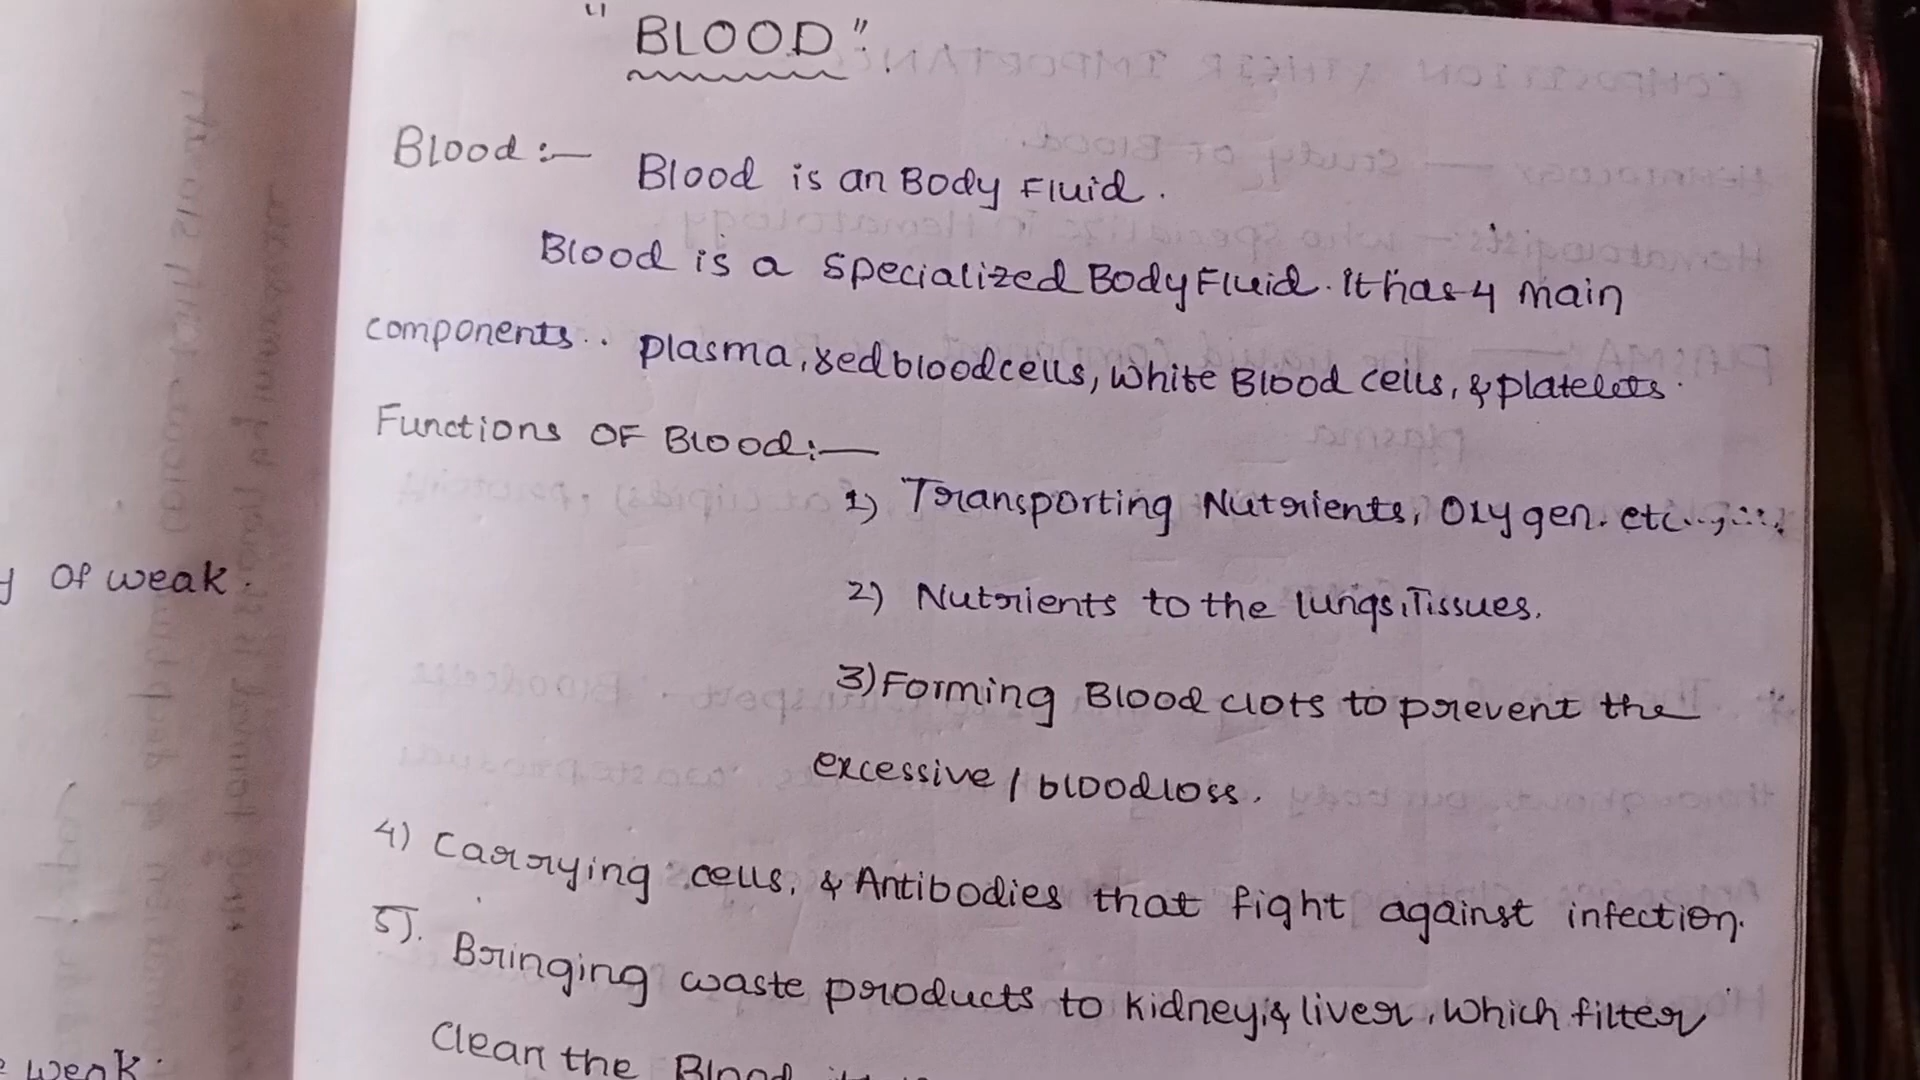 "BLOOD".
Blood :—
Blood is an Body Fluid.
Blood is a specialized Body Fluid. It has 4 main
components.. plasma, red blood cells, white Blood cells, & platelets.
Functions OF Blood:—
1) Transporting Nutrients, Oxygen. etc..,...
2) Nutrients to the lungs, Tissues.
3) Forming Blood clots to prevent the
excessive / bloodloss.
4) Carrying cells, & Antibodies that fight against infection.
5). Bringing waste products to kidney, & liver, which filter
Clean the Blood
Of weak.
weak.